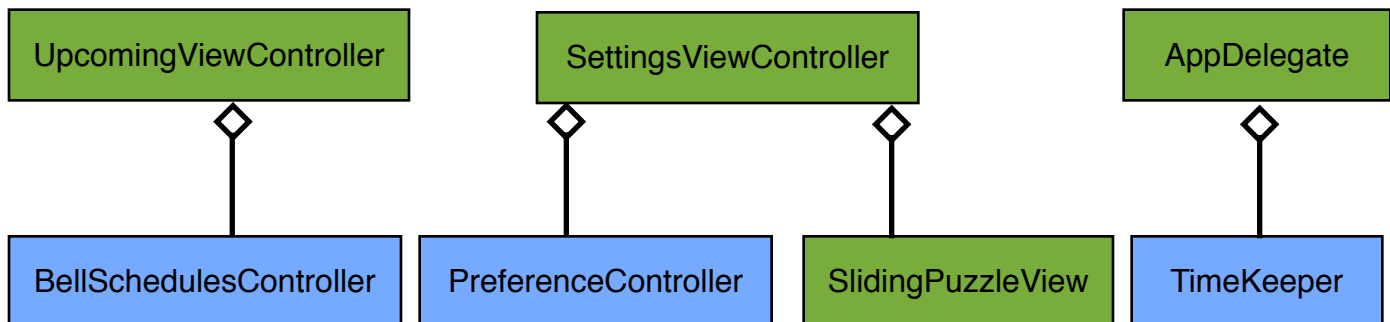 UpcomingViewController
SettingsViewController
AppDelegate
BellSchedulesController
PreferenceController
SlidingPuzzleView
TimeKeeper